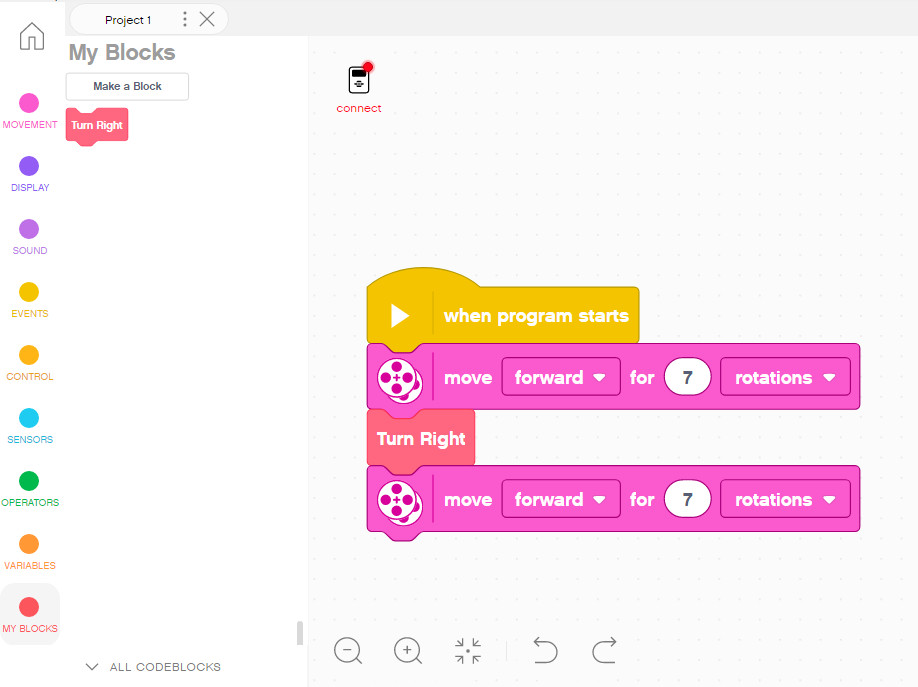 Project 1
My Blocks
Make a Block
Turn Right
MOVEMENT
DISPLAY
SOUND
EVENTS
CONTROL
SENSORS
OPERATORS
VARIABLES
MY BLOCKS
ALL CODEBLOCKS
connect
when program starts
move forward for 7 rotations
Turn Right
move forward for 7 rotations